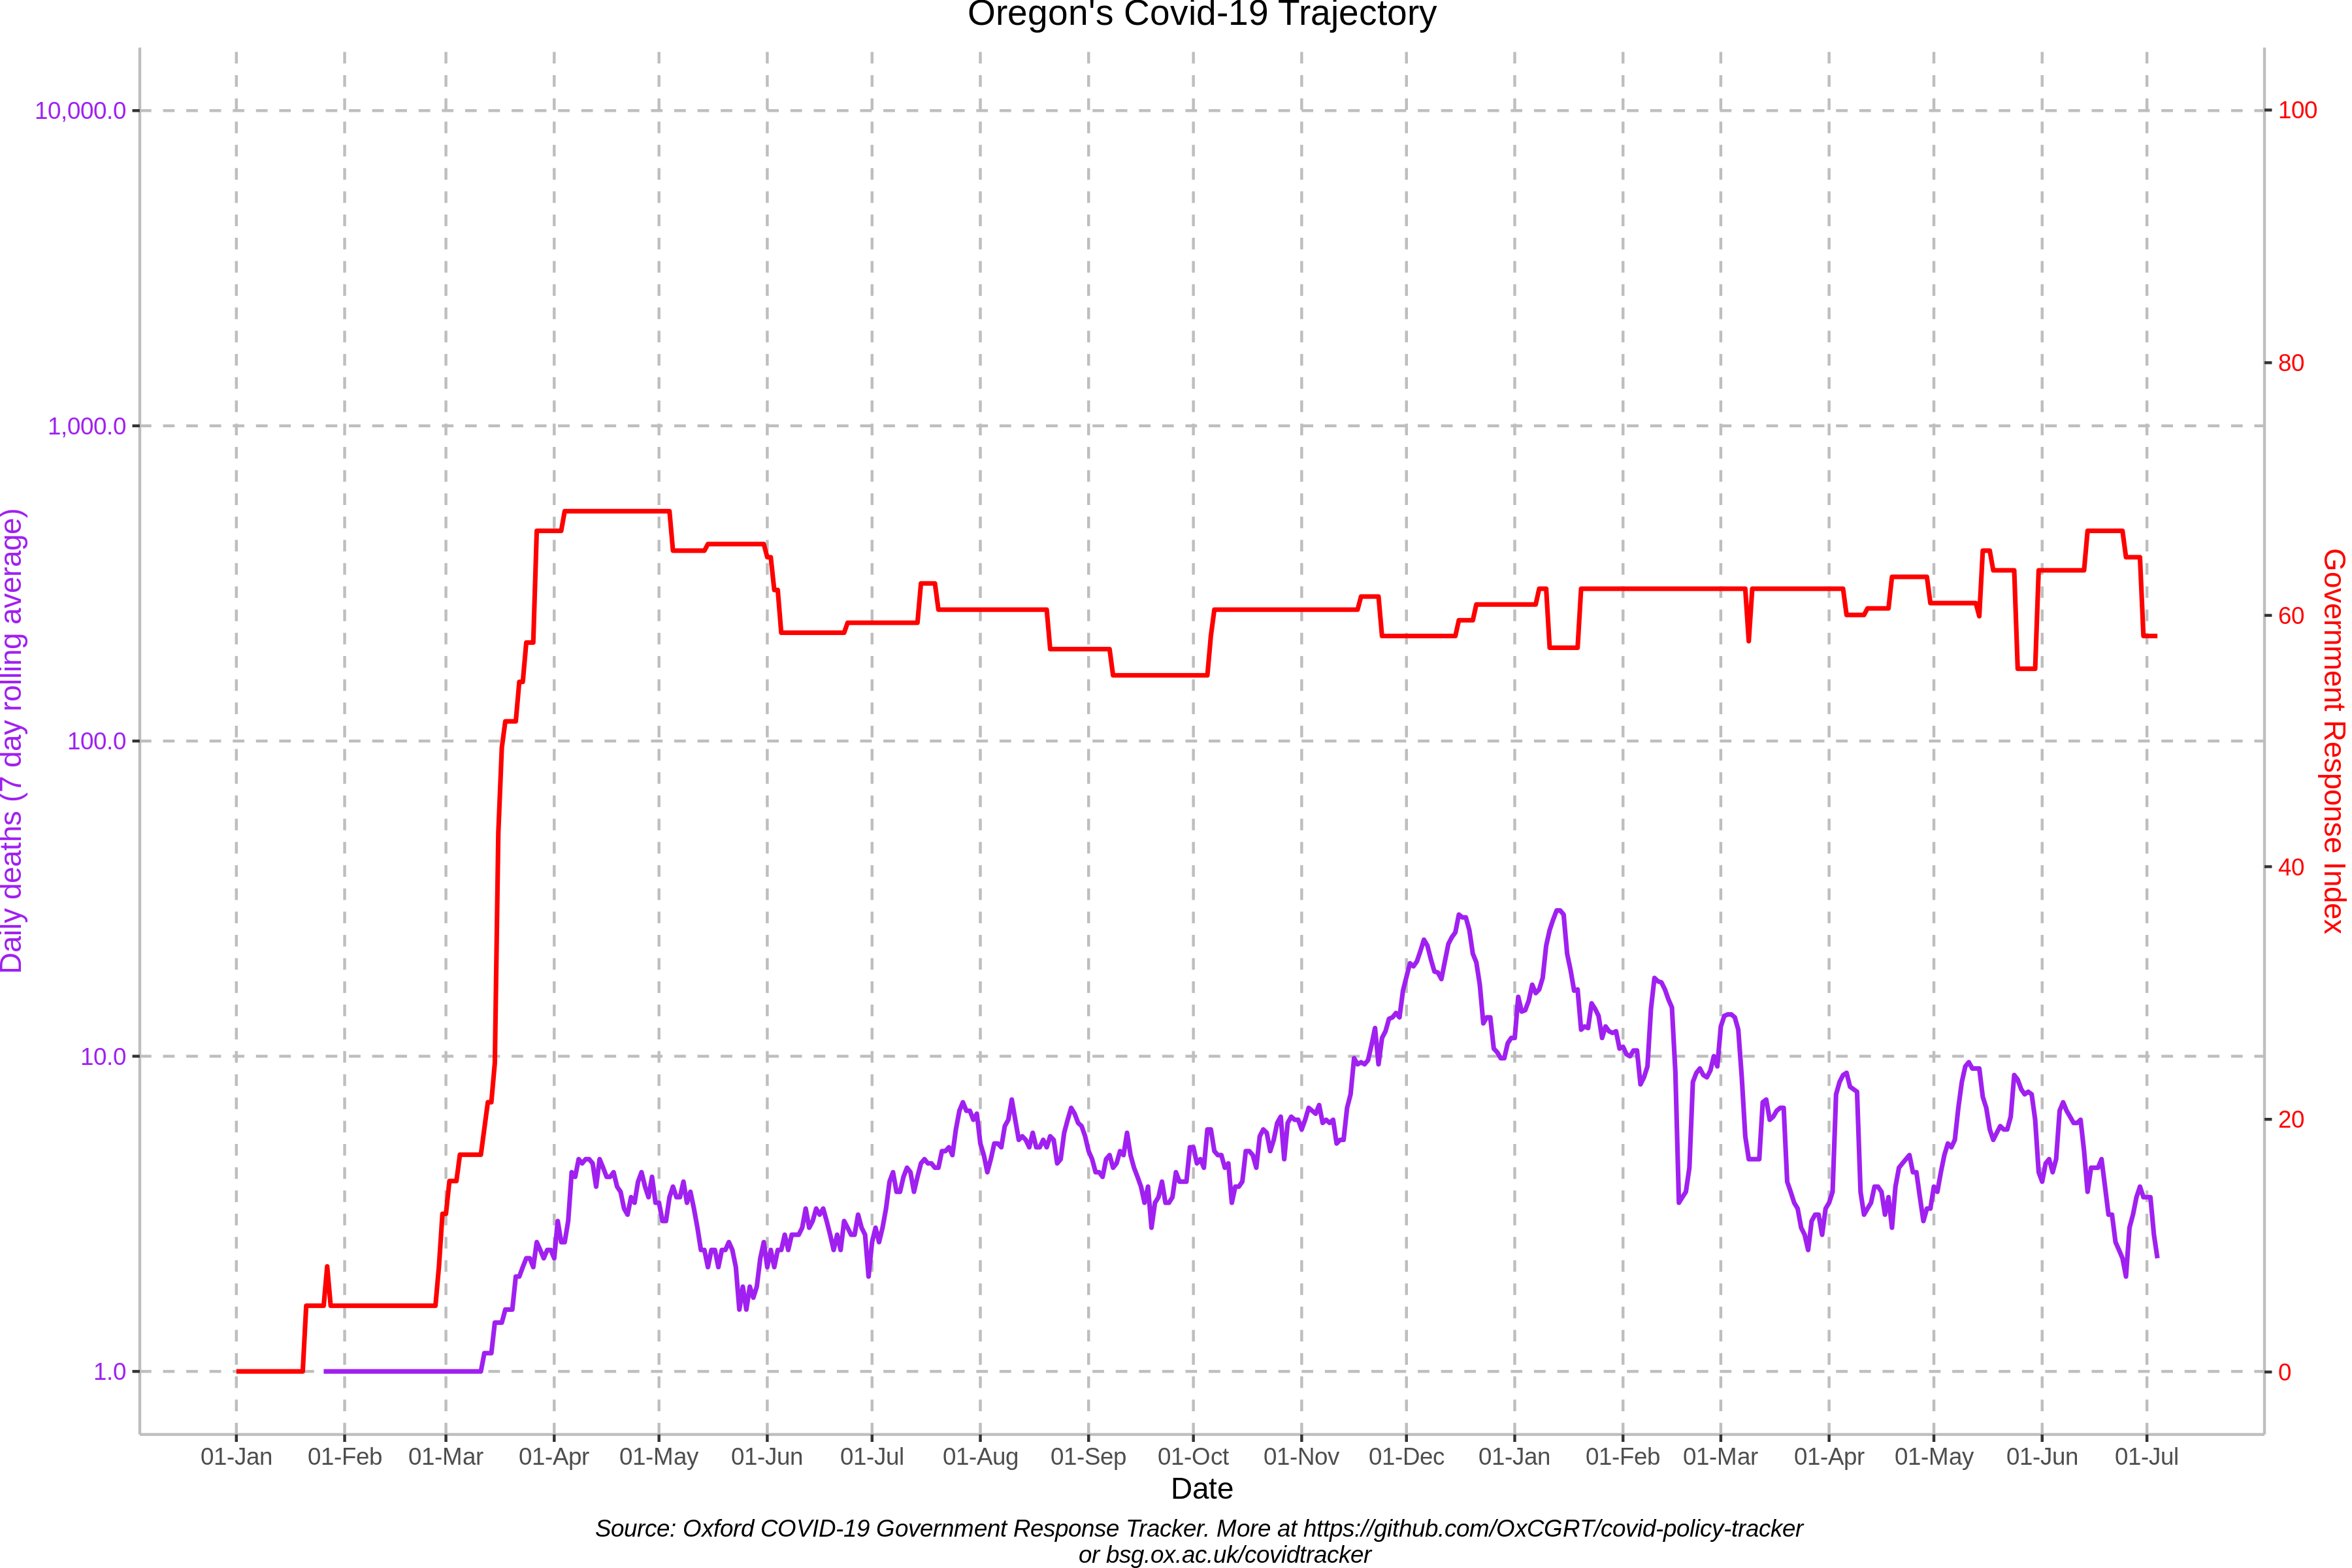 Oregon's Covid-19 Trajectory
10,000.0
1,000.0
100.0
10.0
1.0
Daily deaths (7 day rolling average)
100
80
60
40
20
0
Government Response Index
01-Jan 01-Feb 01-Mar 01-Apr 01-May 01-Jun 01-Jul 01-Aug 01-Sep 01-Oct 01-Nov 01-Dec 01-Jan 01-Feb 01-Mar 01-Apr 01-May 01-Jun 01-Jul
Date
Source: Oxford COVID-19 Government Response Tracker. More at https://github.com/OxCGRT/covid-policy-tracker
or bsg.ox.ac.uk/covidtracker